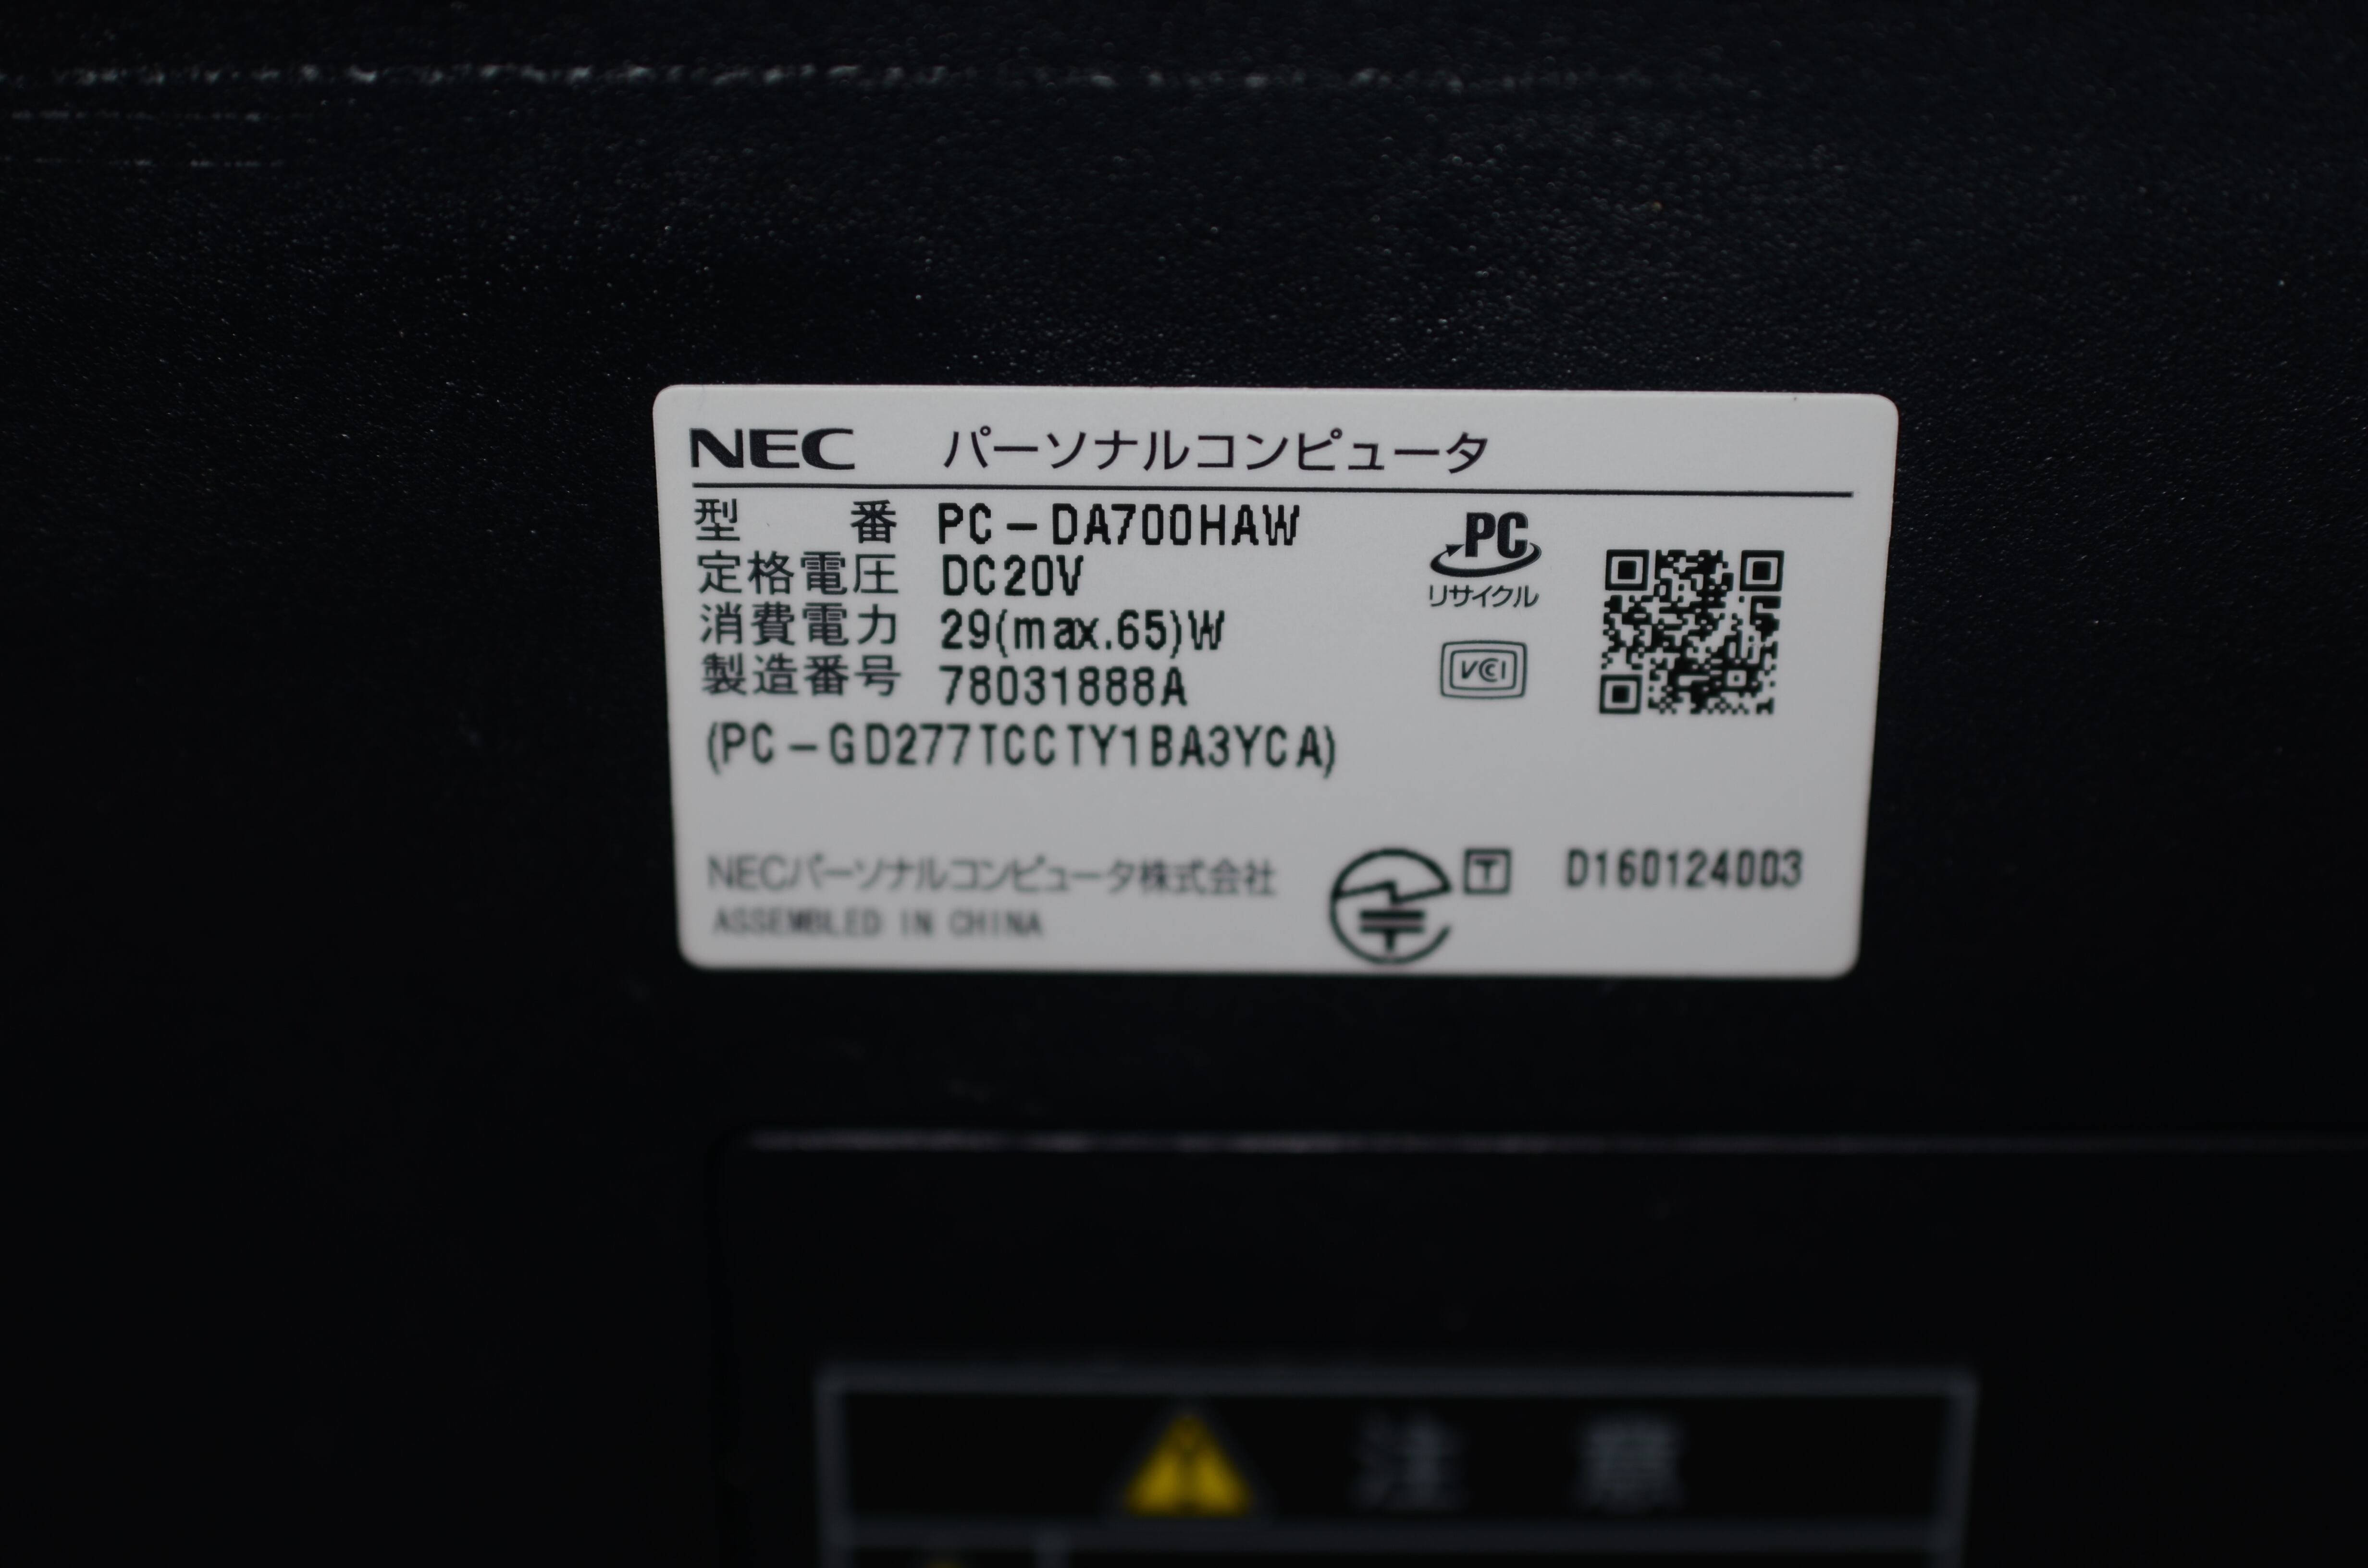 NEC パーソナルコンピュータ
型 番 PC-DA700HAW
定格電圧 DC20V
消費電力 29(max.65)W
製造番号 78031888A
(PC-GD277TCCTY1BA3YCA)
PC
リサイクル
VCCI
NECパーソナルコンピュータ株式会社
ASSEMBLED IN CHINA
T D160124003
注 意